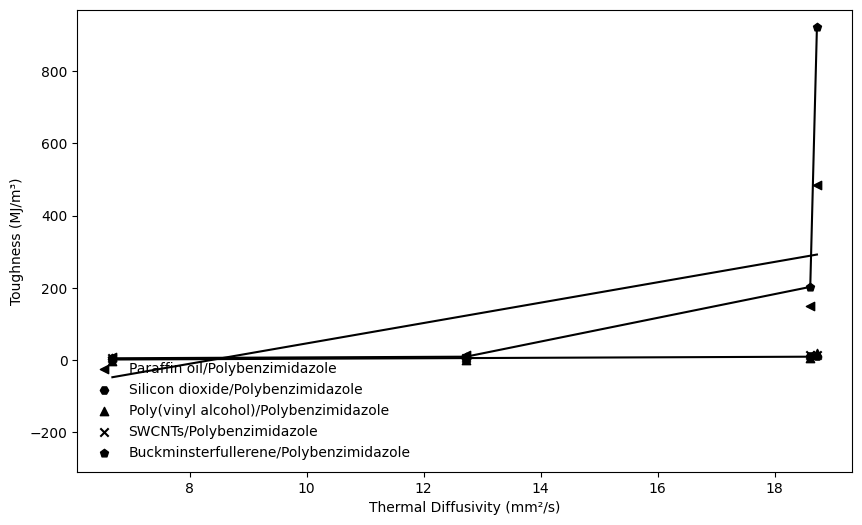 800
600
400
200
0
−200
Toughness (MJ/m³)
Paraffin oil/Polybenzimidazole
Silicon dioxide/Polybenzimidazole
Poly(vinyl alcohol)/Polybenzimidazole
SWCNTs/Polybenzimidazole
Buckminsterfullerene/Polybenzimidazole
8 10 12 14 16 18
Thermal Diffusivity (mm²/s)